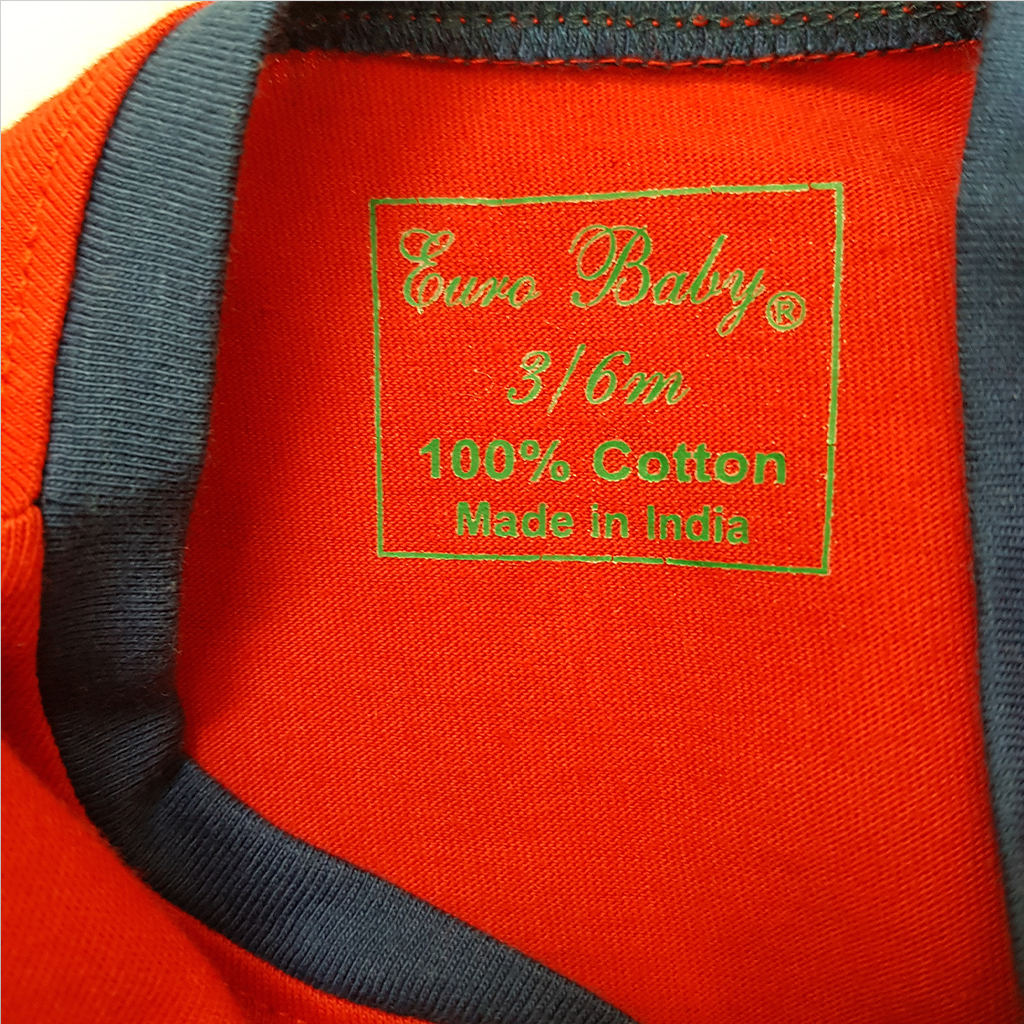 Euro Baby®
3/6m
100% Cotton
Made in India